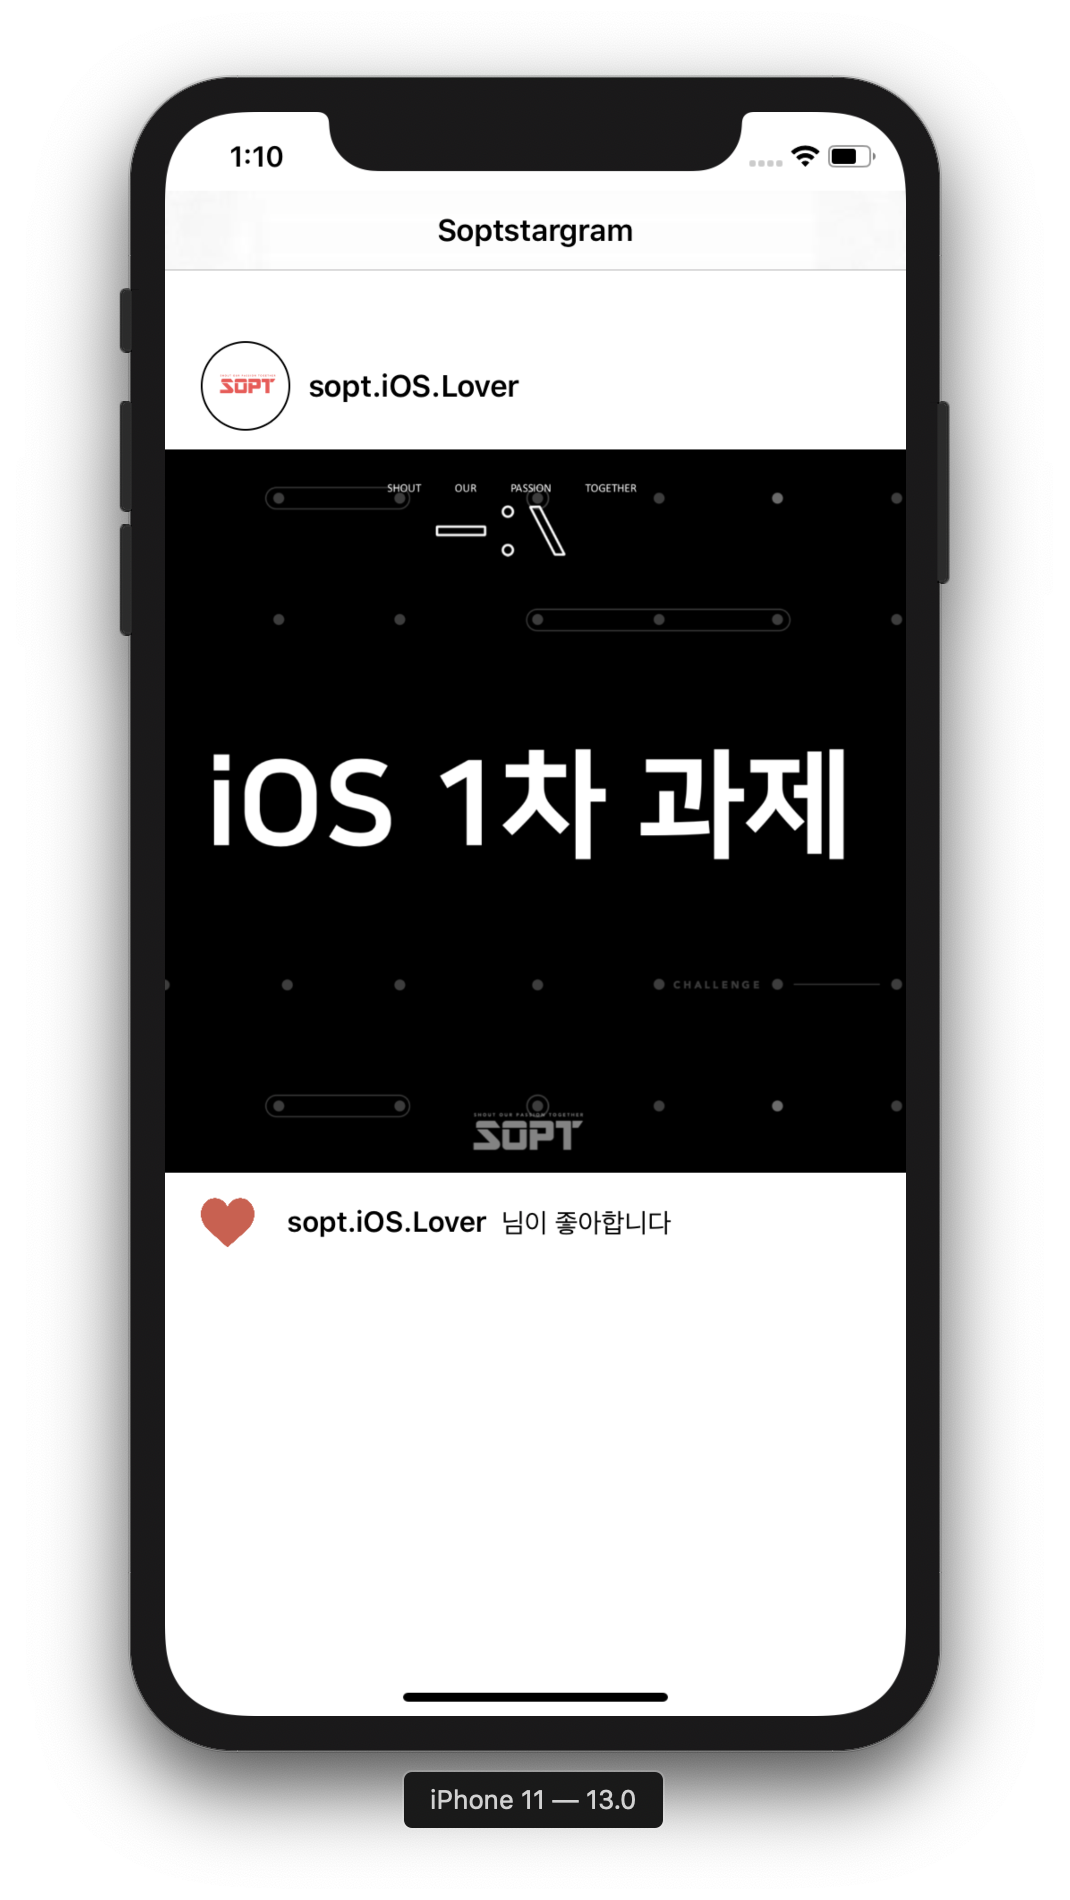 1:10
Soptstargram
SOPT
sopt.iOS.Lover
SHOUT OUR PASSION TOGETHER
iOS 1차 과제
CHALLENGE
SHOUT OUR PASSION TOGETHER
SOPT
sopt.iOS.Lover 님이 좋아합니다
iPhone 11 — 13.0